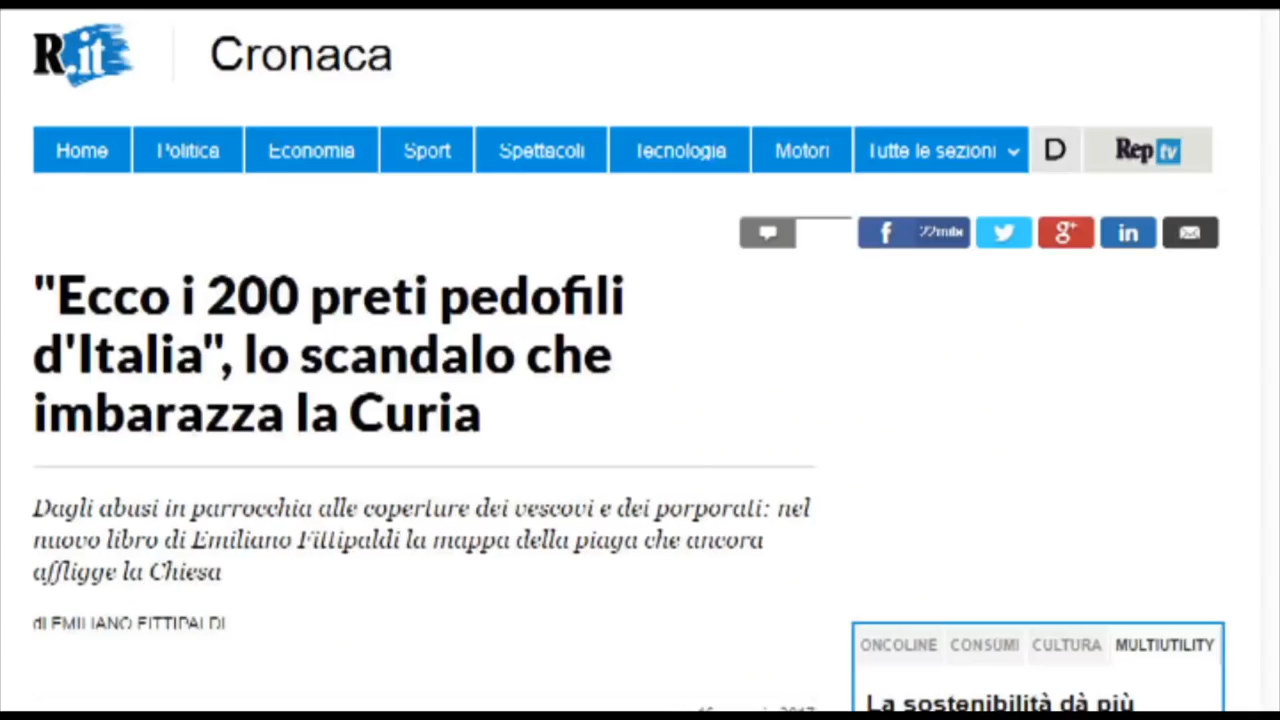 R.it Cronaca
Home Politica Economia Sport Spettacoli Tecnologia Motori Tutte le sezioni D Rep tv
f 22mila g+ in
"Ecco i 200 preti pedofili
d'Italia", lo scandalo che
imbarazza la Curia
Dagli abusi in parrocchia alle coperture dei vescovi e dei porporati: nel
nuovo libro di Emiliano Fittipaldi la mappa della piaga che ancora
affligge la Chiesa
di EMILIANO FITTIPALDI
ONCOLINE CONSUMI CULTURA MULTIUTILITY
La sostenibilità dà più